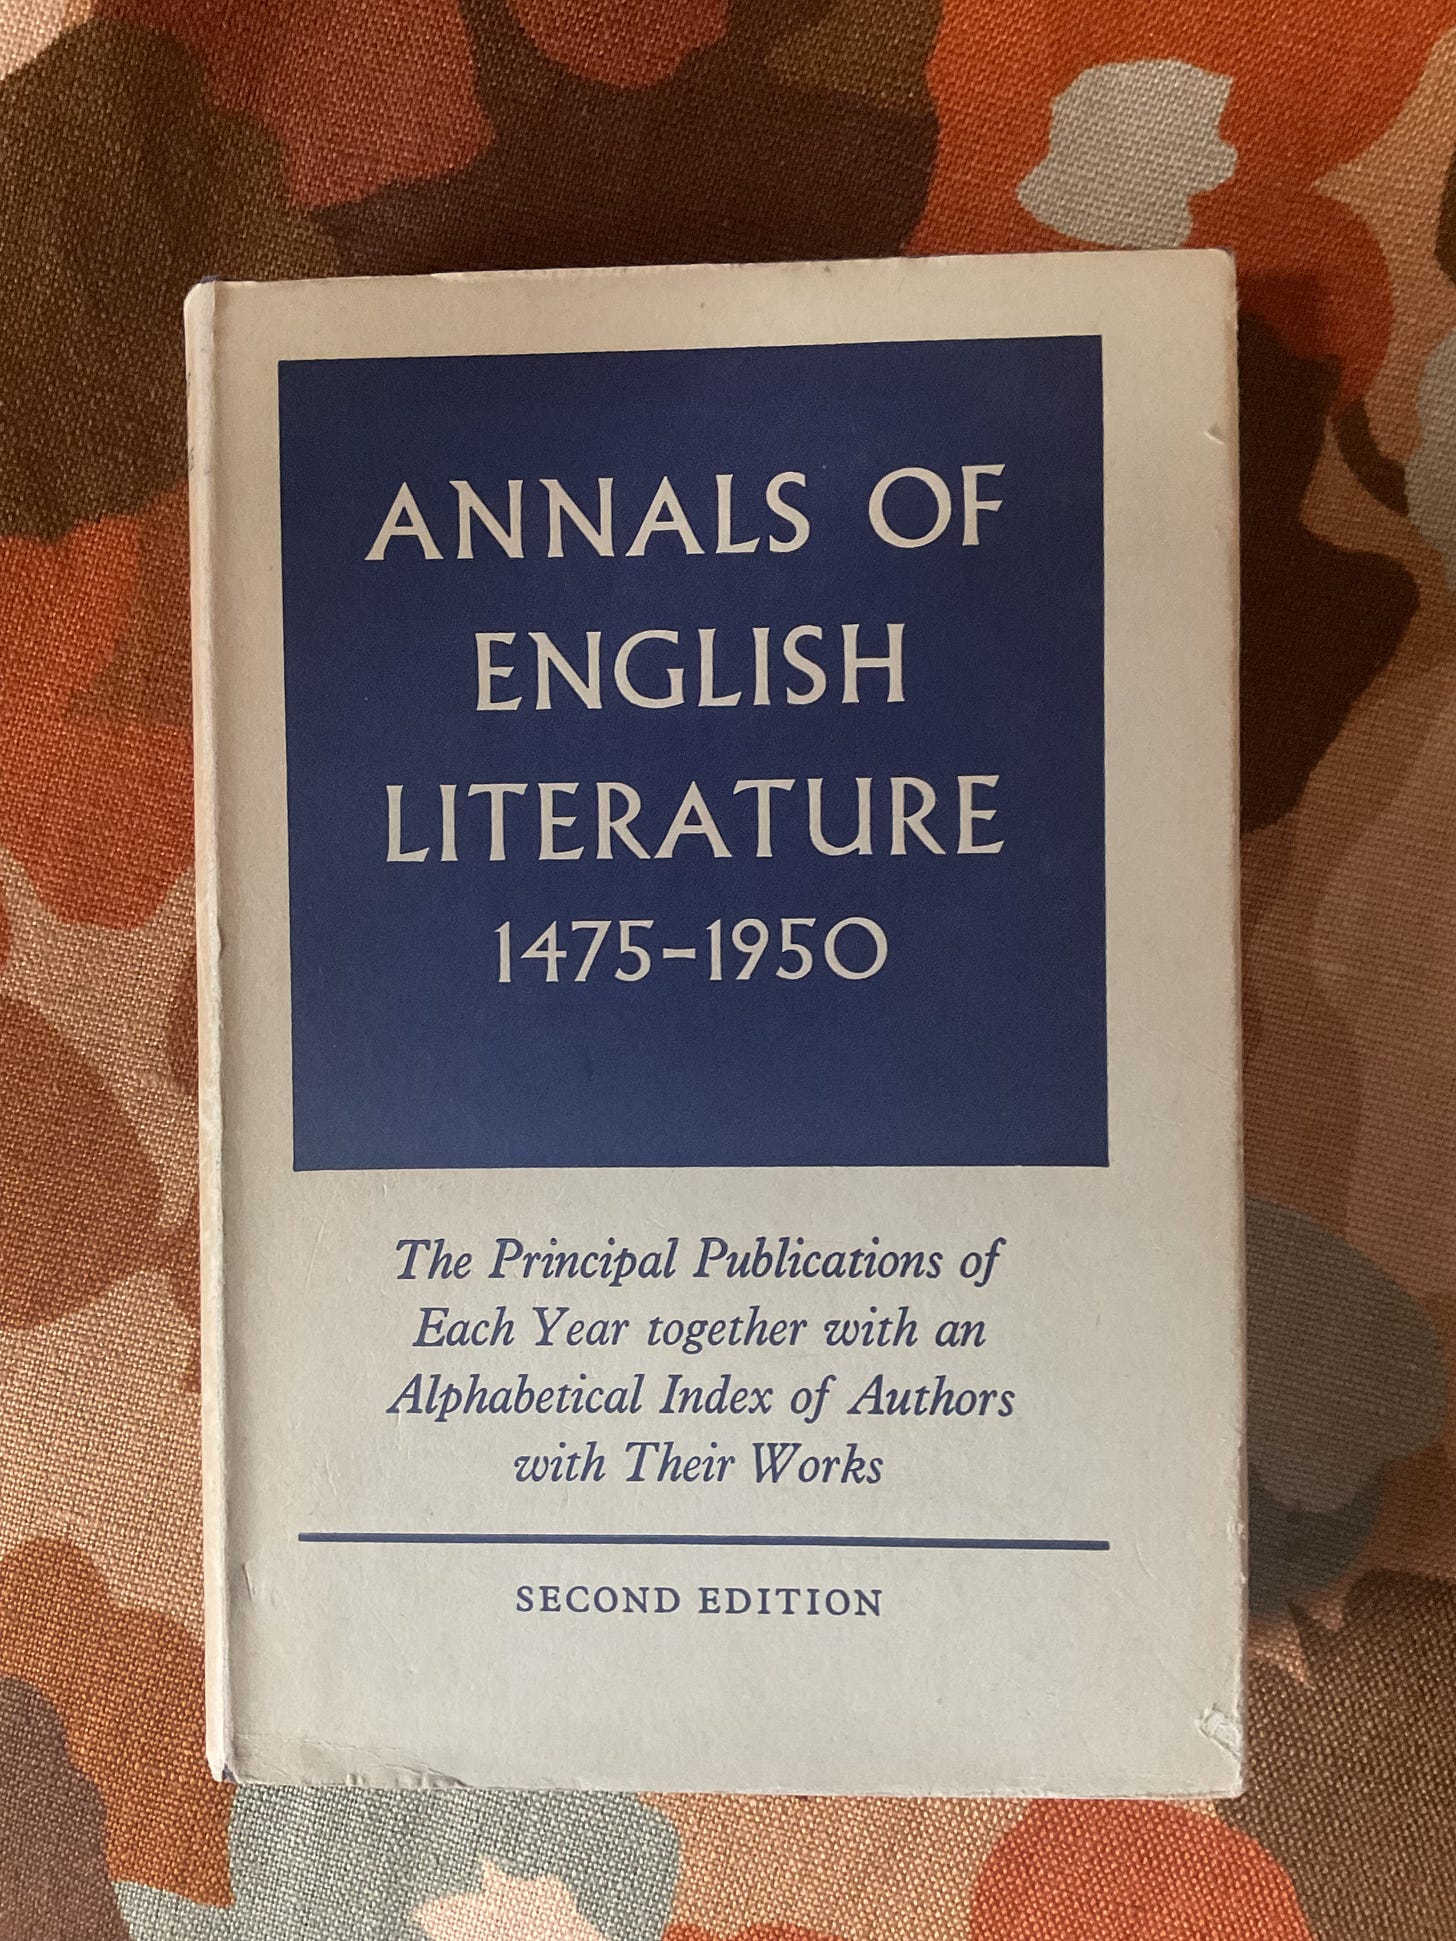 ANNALS OF
ENGLISH
LITERATURE
1475–1950
The Principal Publications of
Each Year together with an
Alphabetical Index of Authors
with Their Works
SECOND EDITION